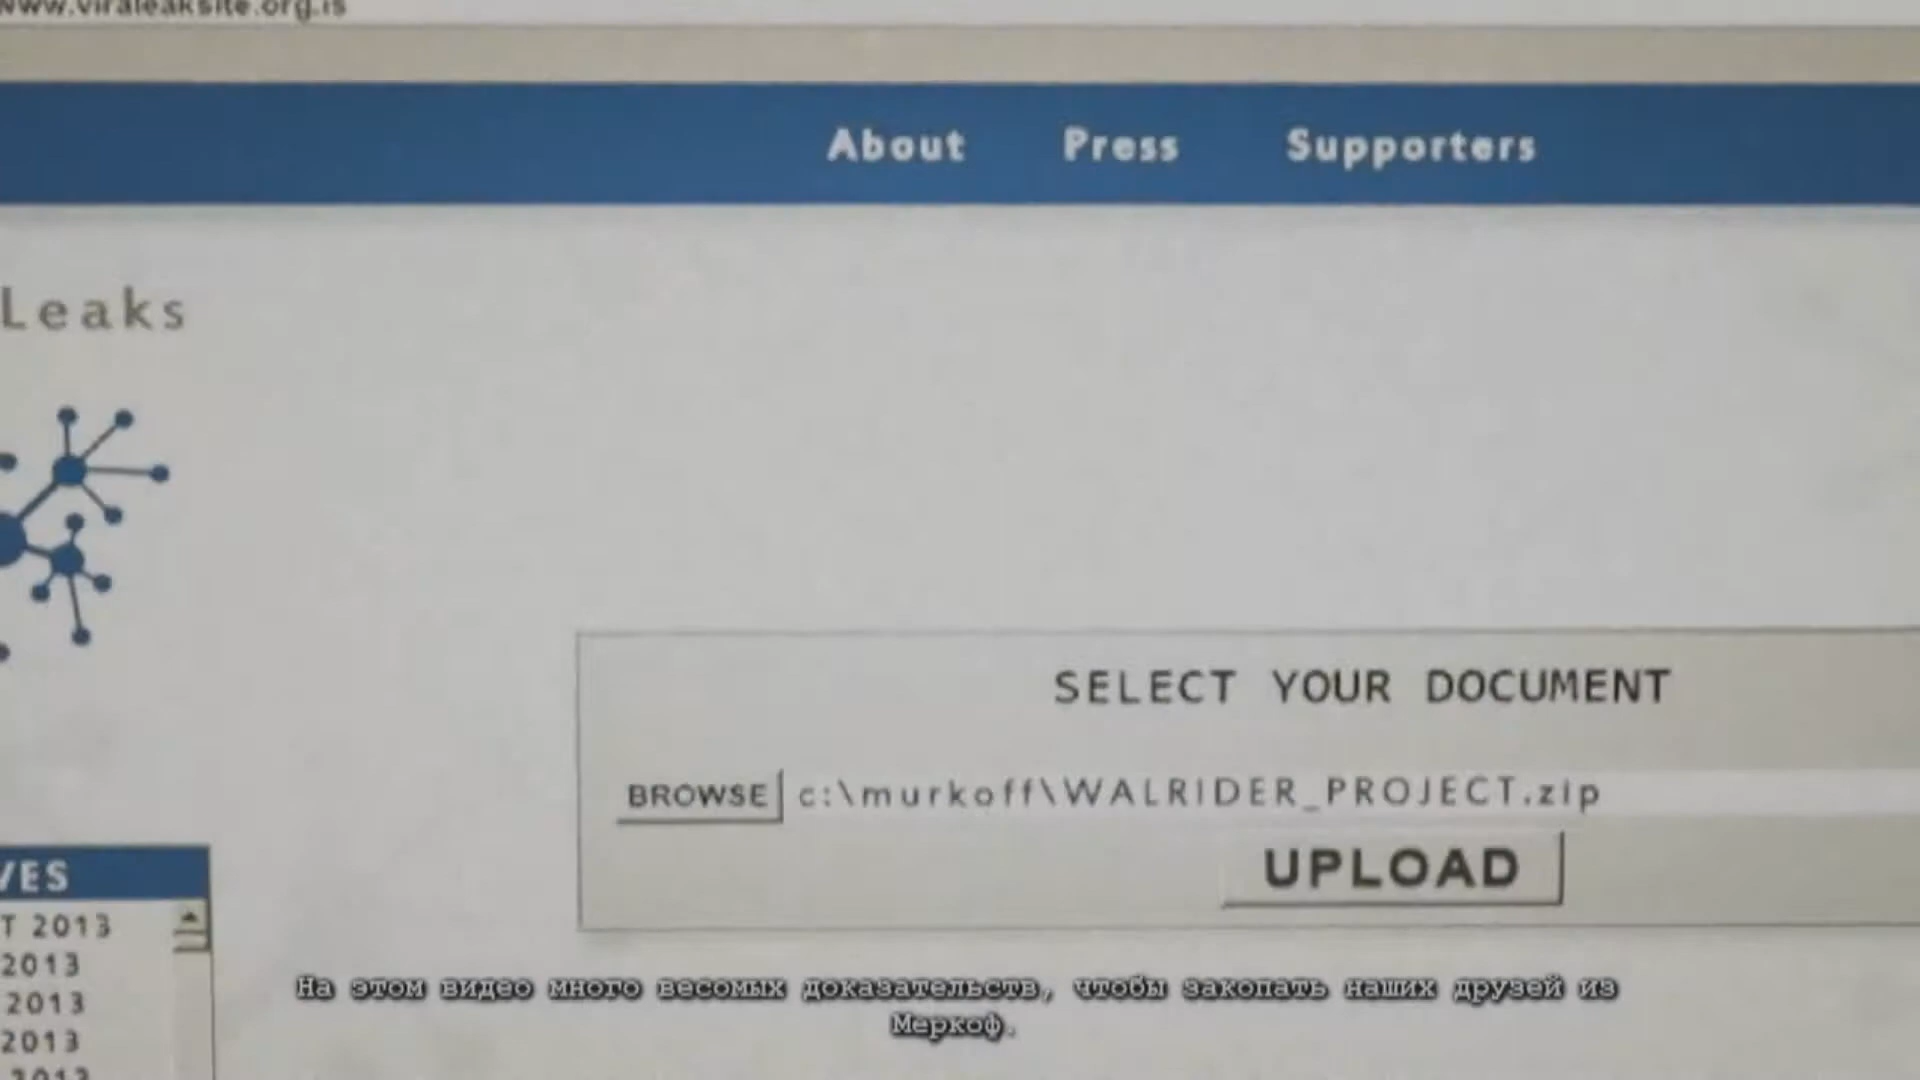 www.viraleaksite.org.is
About Press Supporters
Leaks
SELECT YOUR DOCUMENT
BROWSE c:\murkoff\WALRIDER_PROJECT.zip
UPLOAD
VES
T 2013
2013
2013
2013
2013
На этом видео много весомых доказательств, чтобы закопать наших друзей из
Меркоф.